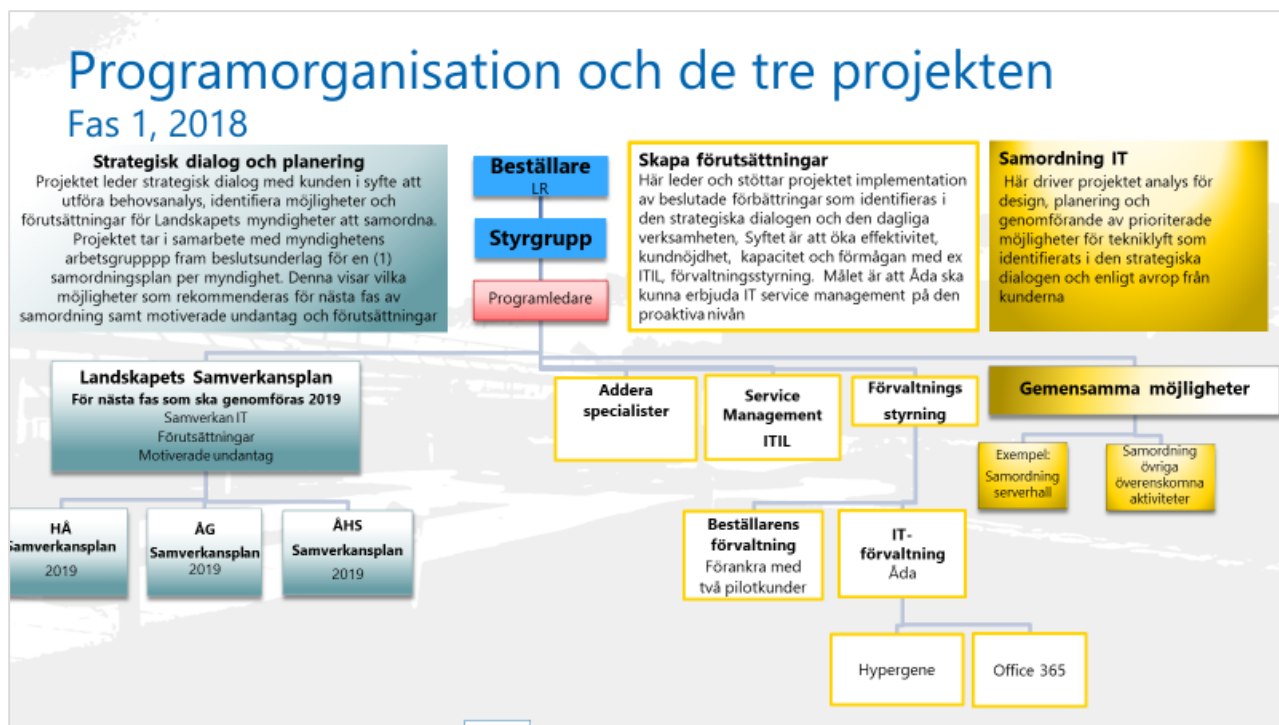 Programorganisation och de tre projekten
Fas 1, 2018
Strategisk dialog och planering
Projektet leder strategisk dialog med kunden i syfte att
utföra behovsanalys, identifiera möjligheter och
förutsättningar för Landskapets myndigheter att samordna.
Projektet tar i samarbete med myndighetens
arbetsgrupppp fram beslutsunderlag för en (1)
samordningsplan per myndighet. Denna visar vilka
möjligheter som rekommenderas för nästa fas av
samordning samt motiverade undantag och förutsättningar
Beställare
LR
Styrgrupp
Programledare
Skapa förutsättningar
Här leder och stöttar projektet implementation
av beslutade förbättringar som identifieras i
den strategiska dialogen och den dagliga
verksamheten, Syftet är att öka effektivitet,
kundnöjdhet, kapacitet och förmågan med ex
ITIL, förvaltningsstyrning. Målet är att Åda ska
kunna erbjuda IT service management på den
proaktiva nivån
Samordning IT
Här driver projektet analys för
design, planering och
genomförande av prioriterade
möjligheter för tekniklyft som
identifierats i den strategiska
dialogen och enligt avrop från
kunderna
Landskapets Samverkansplan
För nästa fas som ska genomföras 2019
Samverkan IT
Förutsättningar
Motiverade undantag
Addera
specialister
Service
Management
ITIL
Förvaltnings
styrning
Gemensamma möjligheter
Exempel:
Samordning
serverhall
Samordning
övriga
överenskomna
aktiviteter
HÅ
Samverkansplan
2019
ÅG
Samverkansplan
2019
ÅHS
Samverkansplan
2019
Beställarens
förvaltning
Förankra med
två pilotkunder
IT-
förvaltning
Åda
Hypergene
Office 365